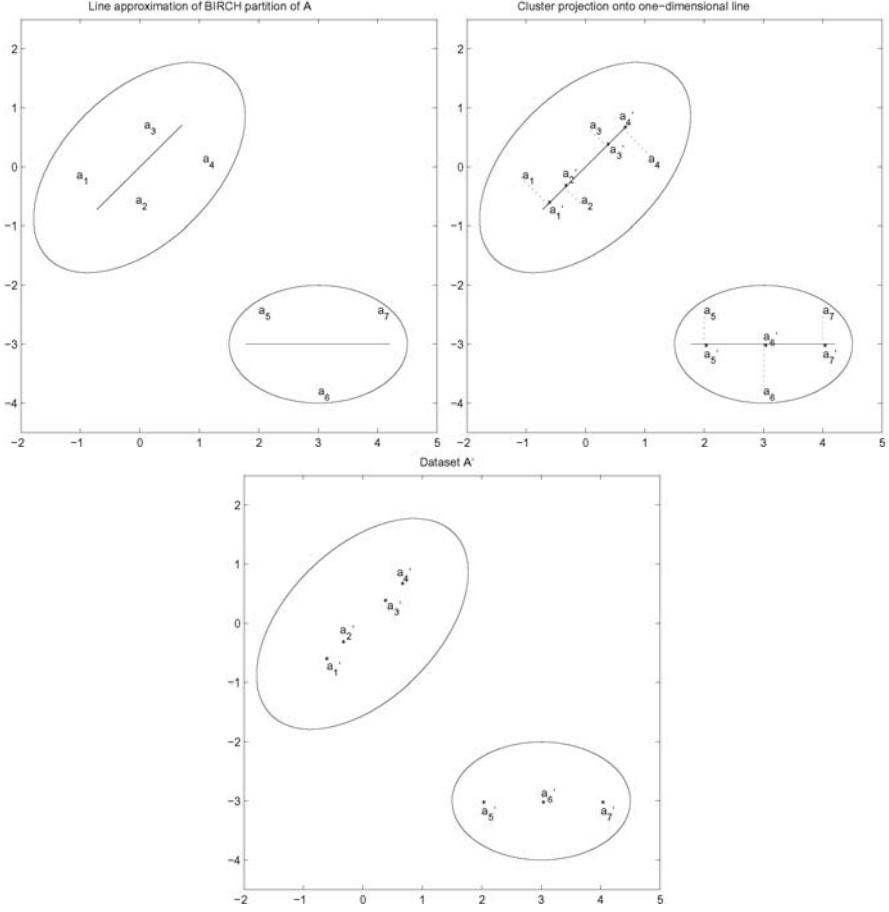 Line approximation of BIRCH partition of A
2
1
0
−1
−2
−3
−4
−2 −1 0 1 2 3 4 5
a3
a4
a1
a2
a5
a7
a6
Cluster projection onto one-dimensional line
2
1
0
−1
−2
−3
−4
−2 −1 0 1 2 3 4 5
a4'
a3
a3'
a4
a1
a2'
a2
a1'
a5
a7
a6'
a5'
a7'
a6
Dataset A'
2
1
0
−1
−2
−3
−4
−2 −1 0 1 2 3 4 5
a4'
a3'
a2'
a1'
a6'
a5'
a7'